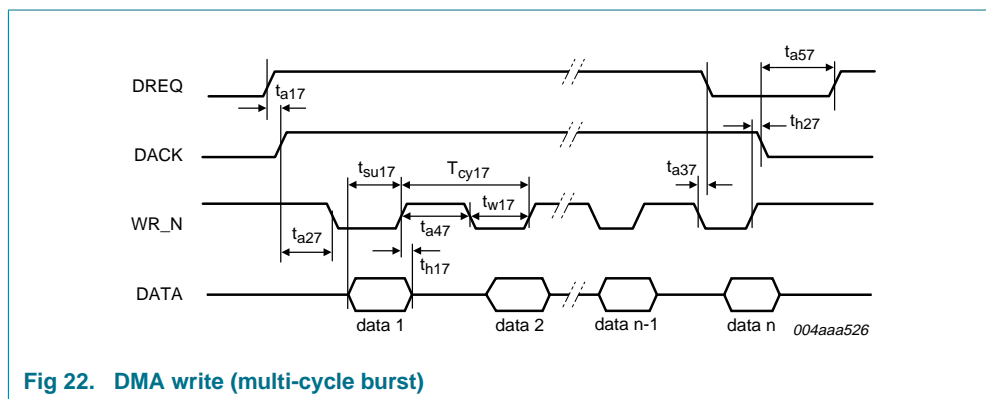 DREQ
ta17
ta57
DACK
th27
tsu17
Tcy17
ta37
WR_N
tw17
ta47
ta27
th17
DATA
data 1
data 2
data n-1
data n
004aaa526
Fig 22. DMA write (multi-cycle burst)